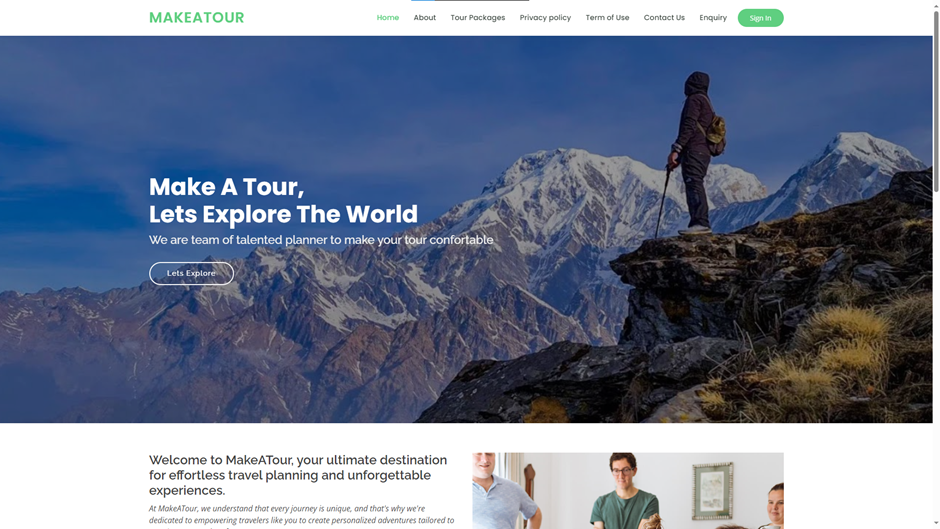 MAKEATOUR
Home About Tour Packages Privacy policy Term of Use Contact Us Enquiry Sign In
Make A Tour,
Lets Explore The World
We are team of talented planner to make your tour confortable
Lets Explore
Welcome to MakeATour, your ultimate destination
for effortless travel planning and unforgettable
experiences.
At MakeATour, we understand that every journey is unique, and that's why we're
dedicated to empowering travelers like you to create personalized adventures tailored to